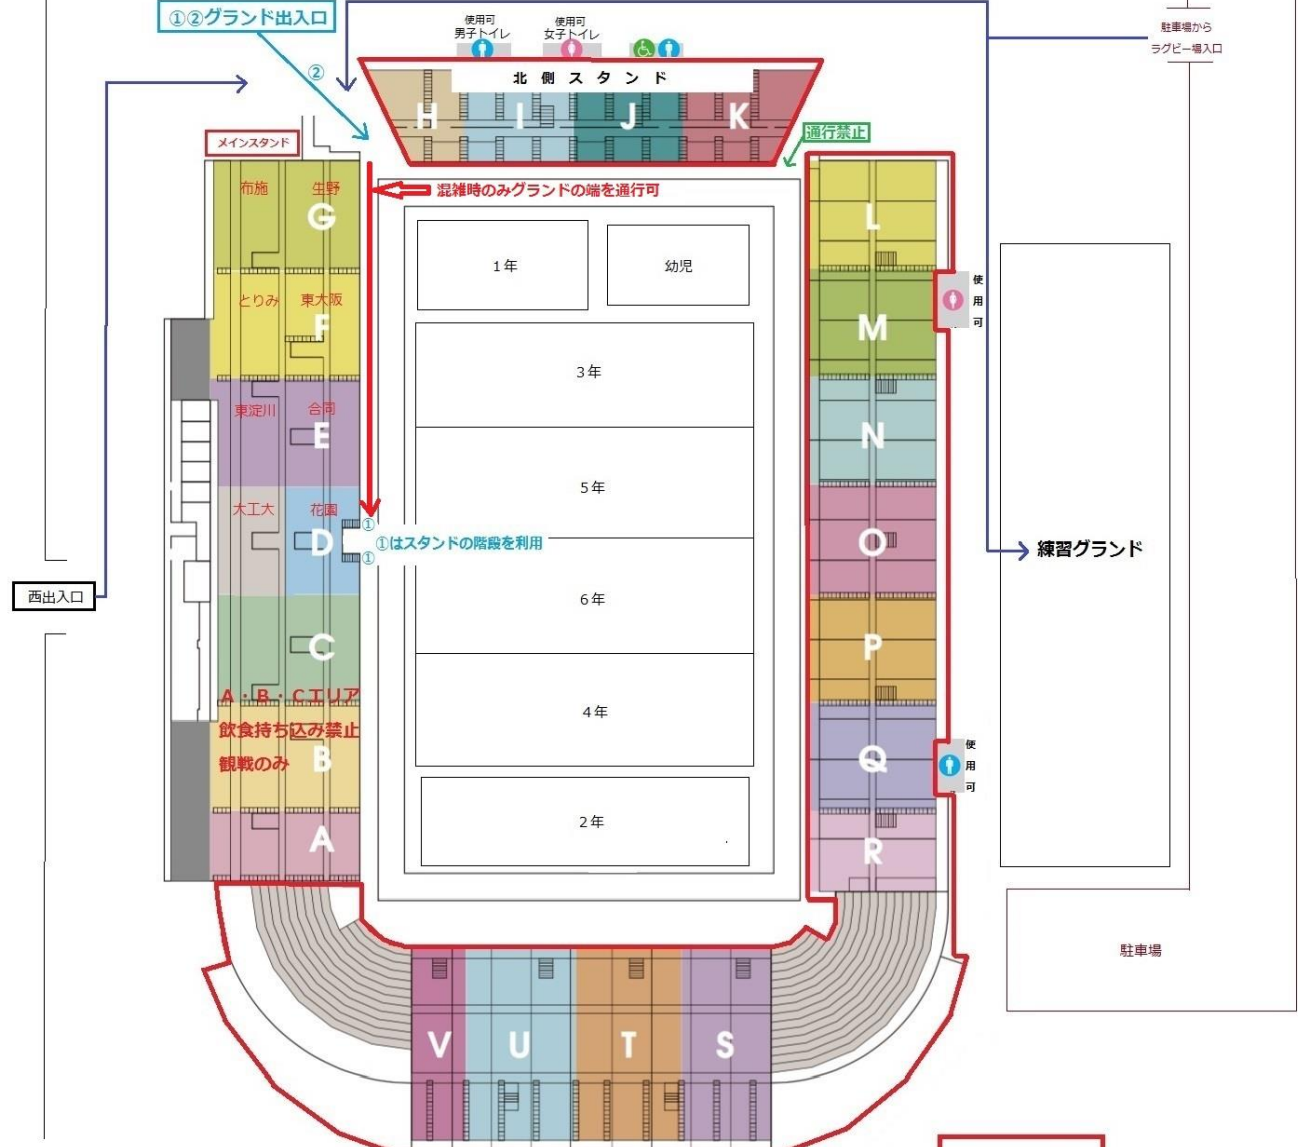 ①②グランド出入口
使用可
男子トイレ
使用可
女子トイレ
駐車場から
ラグビー場入口
②
北側スタンド
H
I
J
K
通行禁止
メインスタンド
混雑時のみグランドの端を通行可
布施
生野
G
とりみ
東大阪
F
東淀川
合同
E
大工大
花園
D
①
①はスタンドの階段を利用
①
C
A・B・Cエリア
飲食持ち込み禁止
観戦のみ
B
A
西出入口
1年
幼児
3年
5年
6年
4年
2年
L
M
使用可
N
O
P
Q
使用可
R
練習グランド
駐車場
V
U
T
S